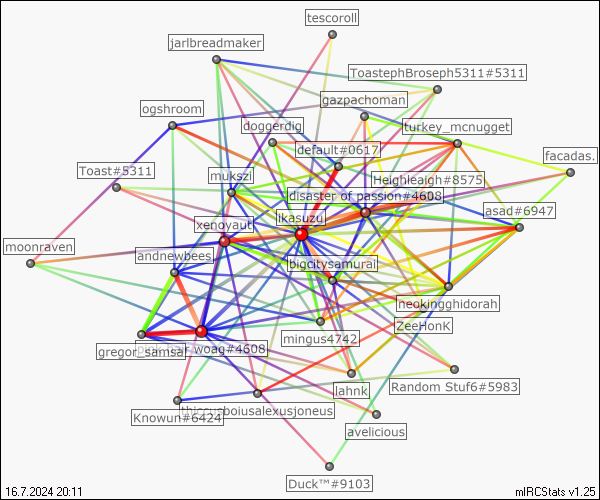 tescoroll
jarlbreadmaker
ToastephBroseph5311#5311
gazpachoman
ogshroom
doggerdig
turkey_mcnugget
default#0617
facadas.
Toast#5311
mukszi
Heighleaigh#8575
disaster of passion#4608
asad#6947
ikasuzu
xenoyauti
moonraven
andnewbees
bigcitysamurai
neokingghidorah
ZeeHonK
mingus4742
gregor_samsa!
woag#4608
lahnk
Random Stuf6#5983
Knowun#6424
thiccusboiusalexusjoneus
avelicious
Duck™#9103
16.7.2024 20:11
mIRCStats v1.25